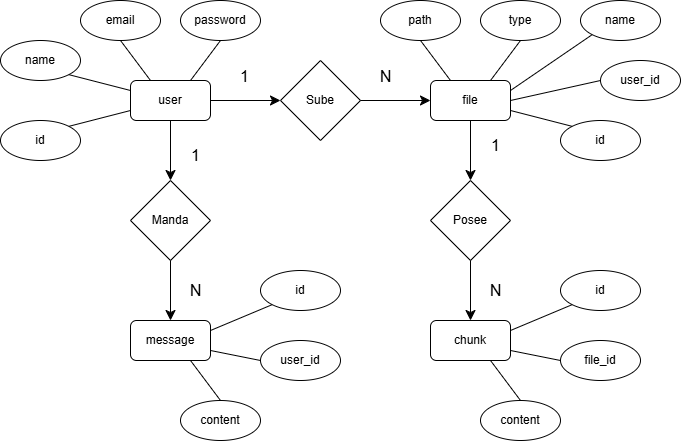 email
password
path
type
name
name
user_id
user
1
Sube
N
file
id
id
1
1
Manda
Posee
N
id
N
id
message
user_id
chunk
file_id
content
content